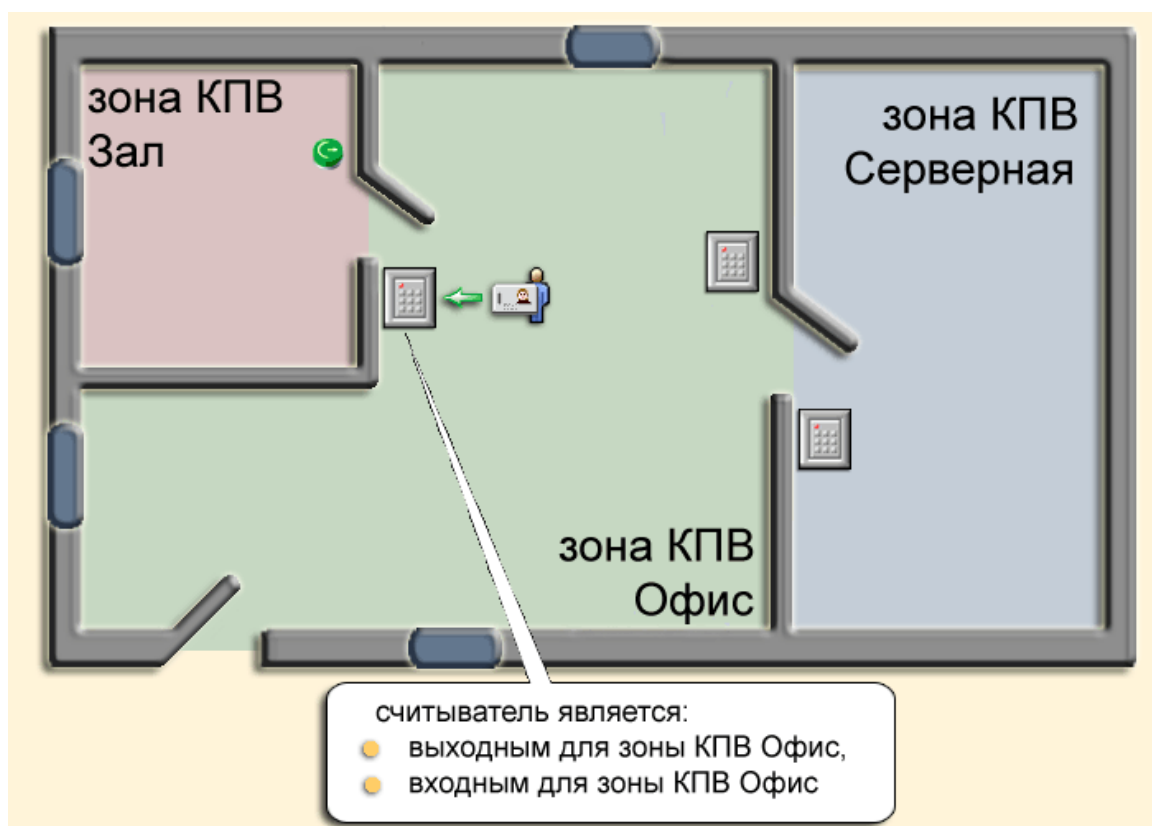 зона КПВ
Зал
зона КПВ
Серверная
зона КПВ
Офис
считыватель является:
выходным для зоны КПВ Офис,
входным для зоны КПВ Офис